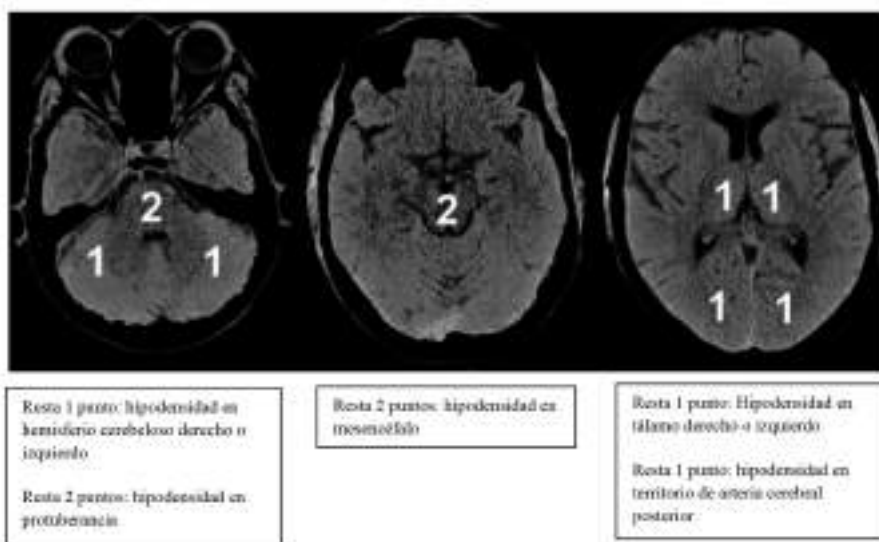 2
1 1
2
1 1
1 1
Resta 1 punto: hipodensidad en
hemisferio cerebeloso derecho o
izquierdo
Resta 2 puntos: hipodensidad en
protuberancia
Resta 2 puntos: hipodensidad en
mesencéfalo
Resta 1 punto: Hipodensidad en
tálamo derecho o izquierdo
Resta 1 punto: hipodensidad en
territorio de arteria cerebral
posterior